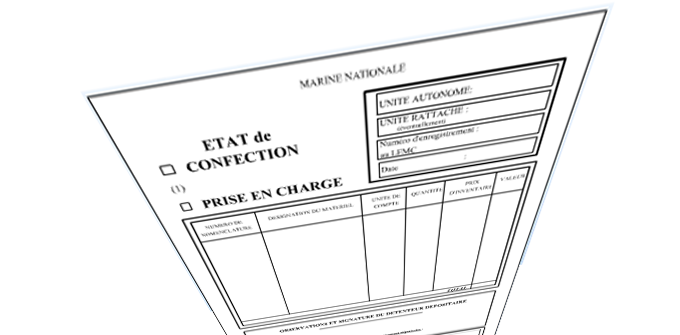 MARINE NATIONALE
UNITE AUTONOME:
UNITE RATTACHE :
(éventuellement)
Numéro d'enregistrement :
au LEMC
Date :
ETAT de
CONFECTION
(1)
PRISE EN CHARGE
NUMERO DE
NOMENCLATURE
DESIGNATION DU MATERIEL
UNITE DE
COMPTE
QUANTITE
PRIX
D'INVENTAIRE
VALEUR
TOTAL
OBSERVATIONS ET SIGNATURE DU DETENTEUR DEPOSITAIRE